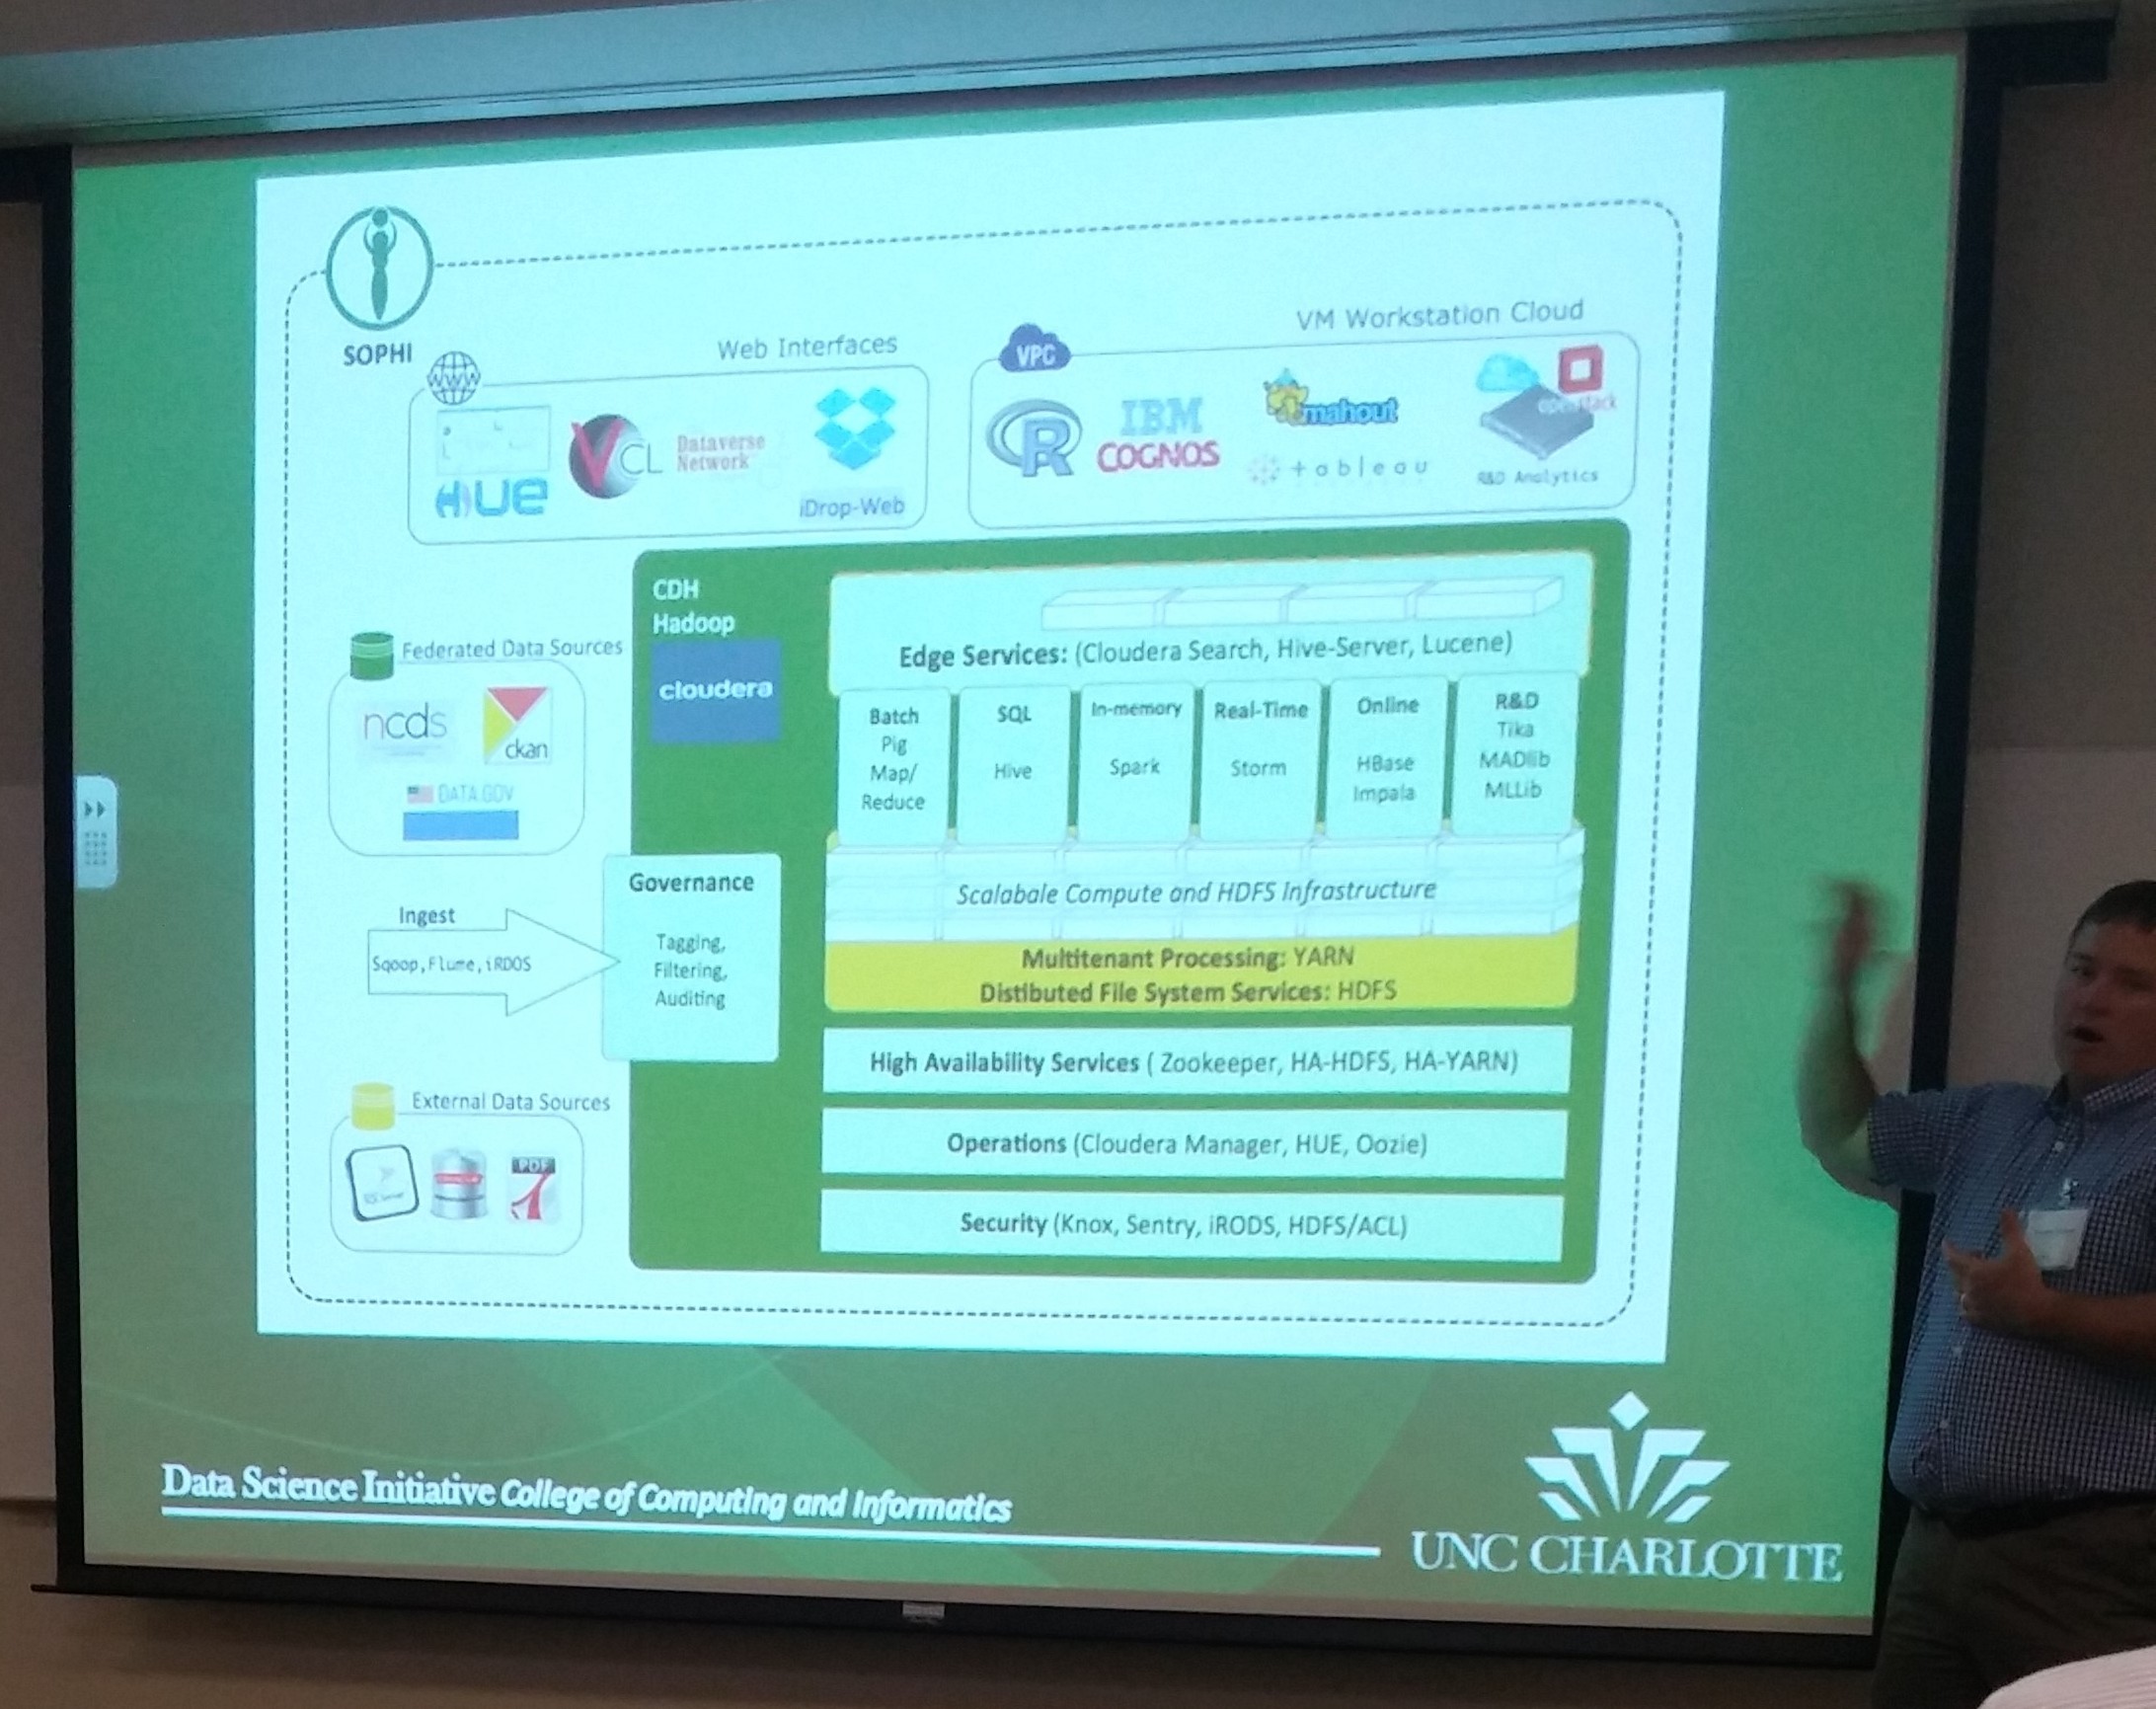 SOPHI
Web Interfaces
WWW
HUE
VCL
Dataverse
Network
iDrop-Web
VM Workstation Cloud
VPC
R
IBM
COGNOS
mahout
+ableau
openstack
R&D Analytics
CDH
Hadoop
cloudera
Edge Services: (Cloudera Search, Hive-Server, Lucene)
Batch
Pig
Map/
Reduce
SQL
Hive
In-memory
Spark
Real-Time
Storm
Online
HBase
Impala
R&D
Tika
MADlib
MLLib
Scalabale Compute and HDFS Infrastructure
Multitenant Processing: YARN
Distibuted File System Services: HDFS
High Availability Services ( Zookeeper, HA-HDFS, HA-YARN)
Operations (Cloudera Manager, HUE, Oozie)
Security (Knox, Sentry, iRODS, HDFS/ACL)
Federated Data Sources
ncds
ckan
DATA.GOV
Governance
Tagging,
Filtering,
Auditing
Ingest
Sqoop, Flume, iRDOS
External Data Sources
PDF
Data Science Initiative College of Computing and Informatics
UNC CHARLOTTE